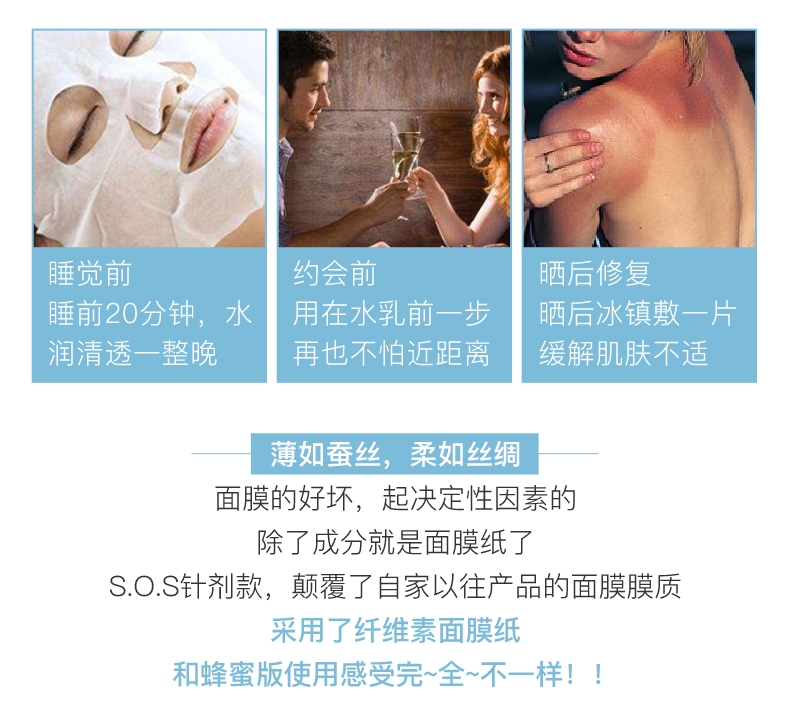 睡觉前
睡前20分钟，水
润清透一整晚
约会前
用在水乳前一步
再也不怕近距离
晒后修复
晒后冰镇敷一片
缓解肌肤不适
薄如蚕丝，柔如丝绸
面膜的好坏，起决定性因素的
除了成分就是面膜纸了
S.O.S针剂款，颠覆了自家以往产品的面膜膜质
采用了纤维素面膜纸
和蜂蜜版使用感受完~全~不一样！！